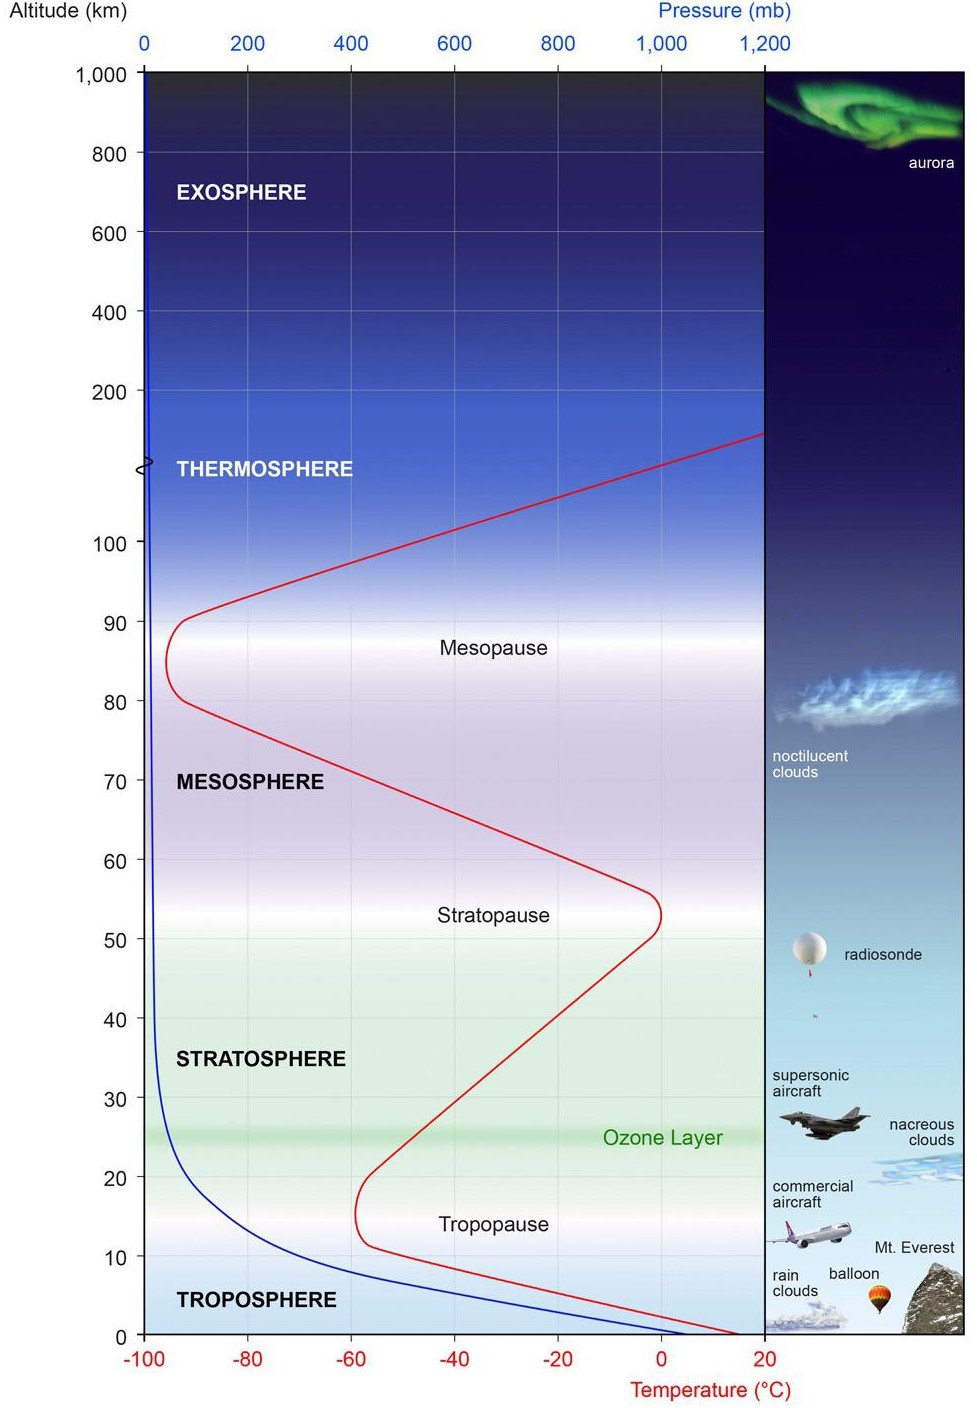 Altitude (km)
Pressure (mb)
0 200 400 600 800 1,000 1,200
1,000
aurora
800
EXOSPHERE
600
400
200
THERMOSPHERE
100
90
Mesopause
80
noctilucent
clouds
70
MESOSPHERE
60
Stratopause
50
radiosonde
40
STRATOSPHERE
supersonic
aircraft
30
nacreous
clouds
Ozone Layer
20
commercial
aircraft
Tropopause
10
Mt. Everest
rain
clouds
balloon
TROPOSPHERE
0
-100 -80 -60 -40 -20 0 20
Temperature (°C)